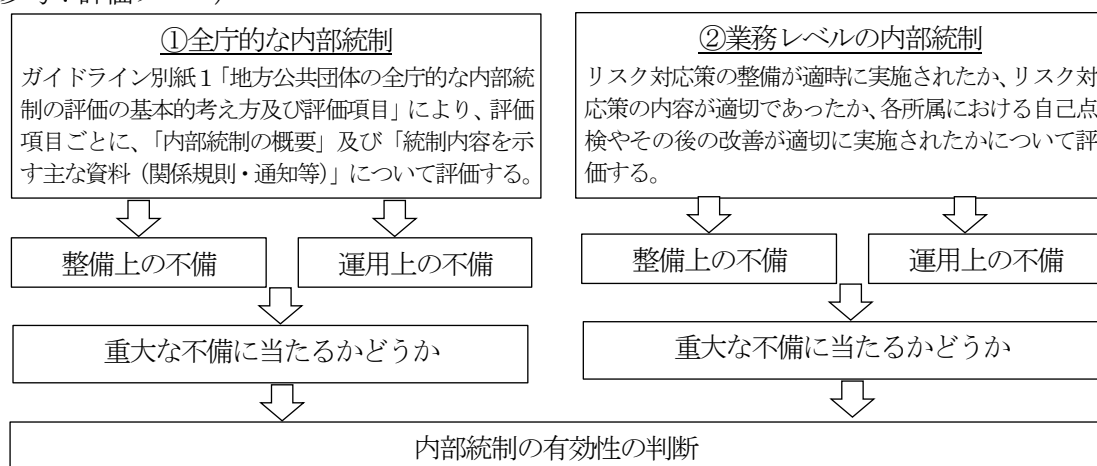 参考：評価フロー）
①全庁的な内部統制
ガイドライン別紙１「地方公共団体の全庁的な内部統
制の評価の基本的考え方及び評価項目」により、評価
項目ごとに、「内部統制の概要」及び「統制内容を示
す主な資料（関係規則・通知等）」について評価する。
②業務レベルの内部統制
リスク対応策の整備が適時に実施されたか、リスク対
応策の内容が適切であったか、各所属における自己点
検やその後の改善が適切に実施されたかについて評
価する。
整備上の不備
運用上の不備
整備上の不備
運用上の不備
重大な不備に当たるかどうか
重大な不備に当たるかどうか
内部統制の有効性の判断